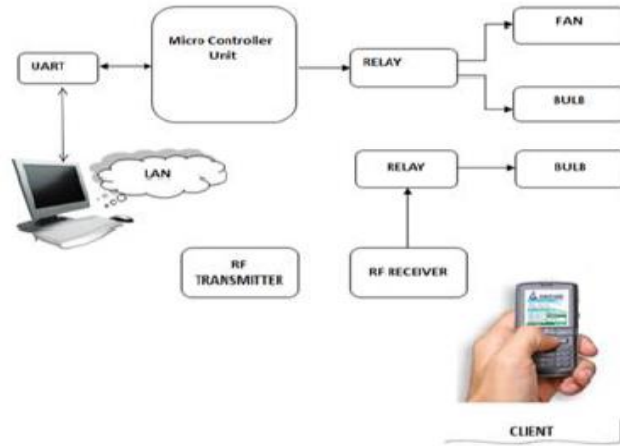 FAN
Micro Controller
Unit
UART
RELAY
BULB
LAN
RELAY
BULB
RF
TRANSMITTER
RF RECEIVER
CLIENT